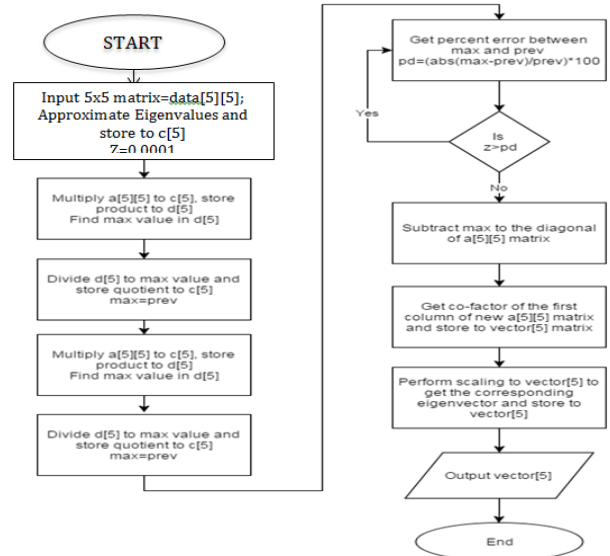 START
Input 5x5 matrix=data[5][5];
Approximate Eigenvalues and
store to c[5]
Z=0.0001
Multiply a[5][5] to c[5], store
product to d[5]
Find max value in d[5]
Divide d[5] to max value and
store quotient to c[5]
max=prev
Multiply a[5][5] to c[5], store
product to d[5]
Find max value in d[5]
Divide d[5] to max value and
store quotient to c[5]
max=prev
Get percent error between
max and prev
pd=(abs(max-prev)/prev)*100
Yes
Is
z>pd
No
Subtract max to the diagonal
of a[5][5] matrix
Get co-factor of the first
column of new a[5][5] matrix
and store to vector[5] matrix
Perform scaling to vector[5] to
get the corresponding
eigenvector and store to
vector[5]
Output vector[5]
End